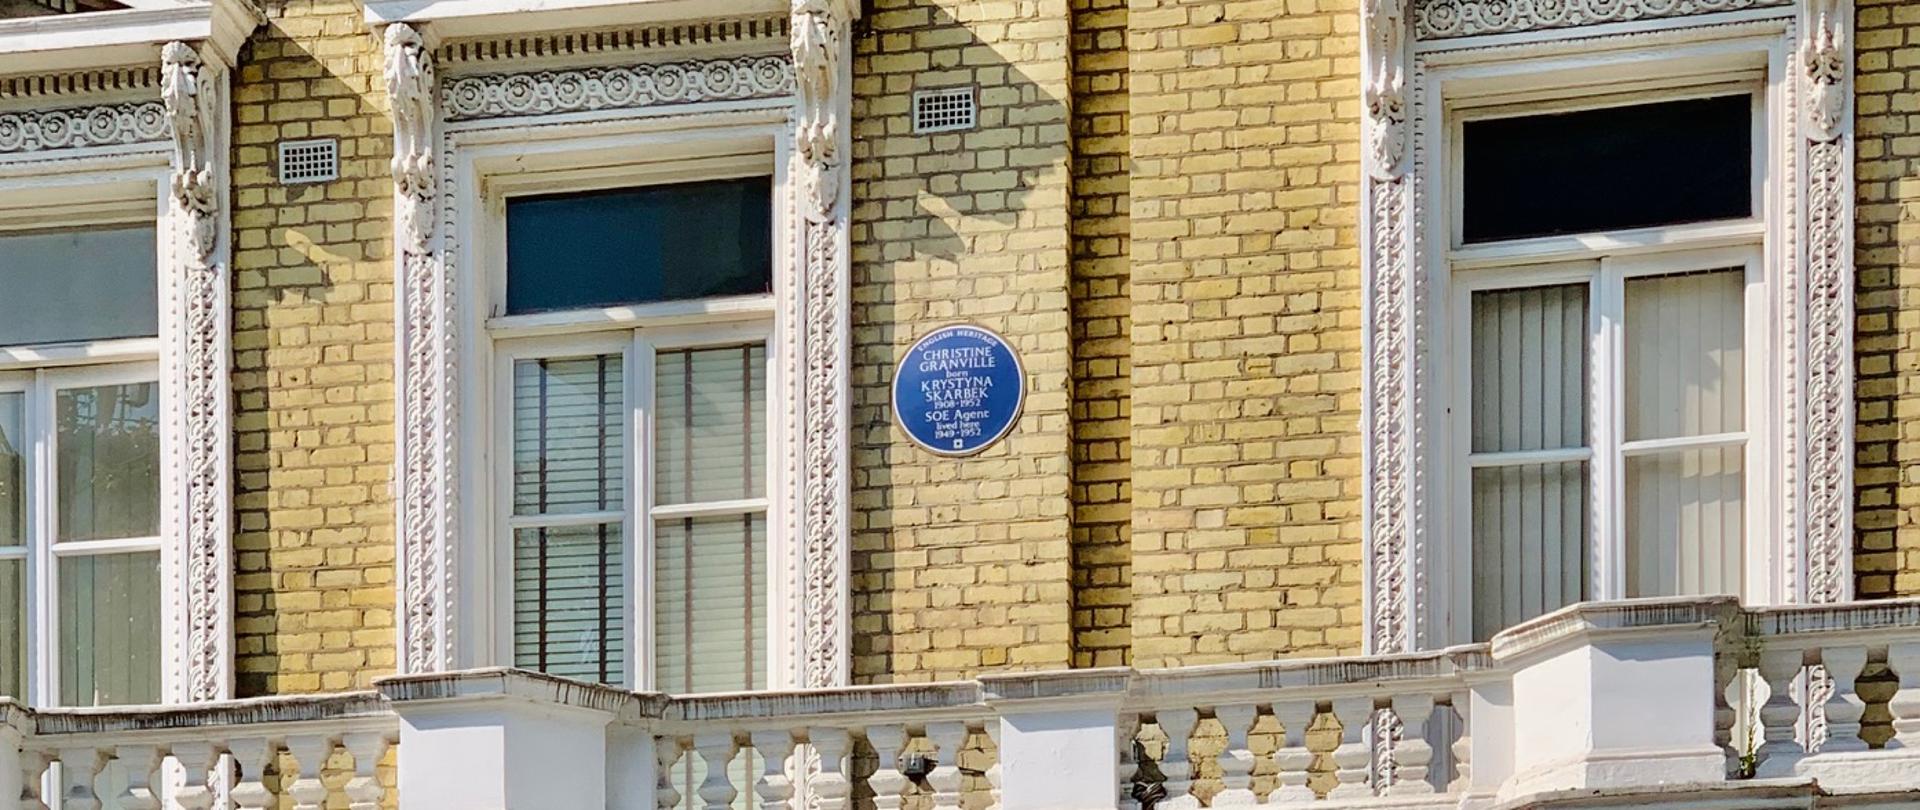 ENGLISH HERITAGE
CHRISTINE
GRANVILLE
born
KRYSTYNA
SKARBEK
1908-1952
SOE Agent
lived here
1949-1952